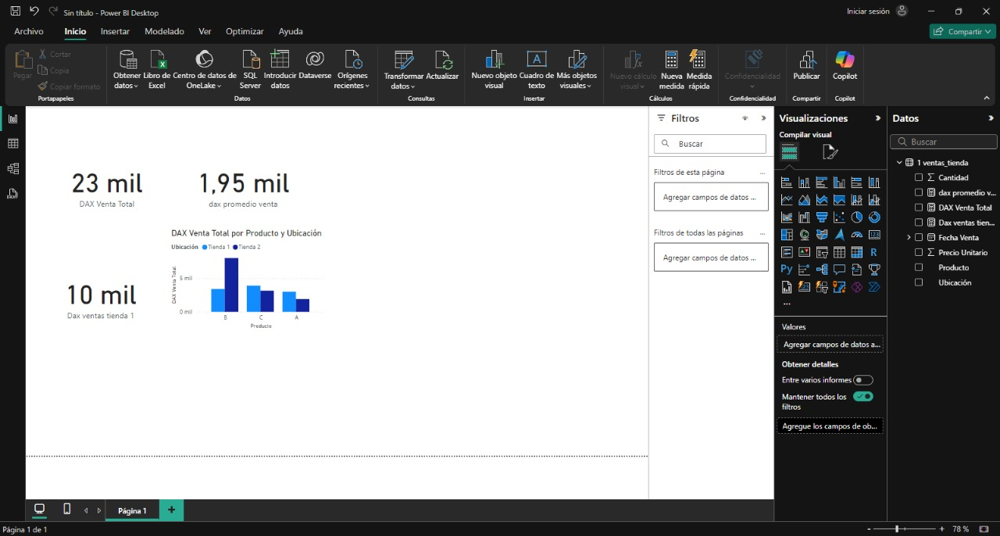 Sin título - Power BI Desktop
Iniciar sesión
Archivo Inicio Insertar Modelado Ver Optimizar Ayuda
Compartir
Pegar
Cortar
Copia
Copiar formato
Portapapeles
Obtener datos
Libro de Excel
Centro de datos de OneLake
SQL Server
Introducir datos
Dataverse
Orígenes recientes
Datos
Transformar datos
Actualizar
Consultas
Nuevo objeto visual
Cuadro de texto
Más objetos visuales
Insertar
Nuevo cálculo visual
Nueva medida
Medida rápida
Cálculos
Confidencialidad
Confidencialidad
Publicar
Compartir
Copilot
Copilot
23 mil
DAX Venta Total
1,95 mil
dax promedio venta
10 mil
Dax ventas tienda 1
DAX Venta Total por Producto y Ubicación
Ubicación Tienda 1 Tienda 2
DAX Venta Total
5 mil
0 mil
B C A
Producto
Filtros
Buscar
Filtros de esta página ...
Agregar campos de datos ...
Filtros de todas las páginas ...
Agregar campos de datos ...
Visualizaciones
Compilar visual
123
R
Py
...
Valores
Agregar campos de datos a...
Obtener detalles
Entre varios informes
Mantener todos los
filtros
Agregue los campos de ob...
Datos
Buscar
1 ventas_tienda
Σ Cantidad
dax promedio v...
DAX Venta Total
Dax ventas tien...
Fecha Venta
Σ Precio Unitario
Producto
Ubicación
Página 1
+
Página 1 de 1
- + 78 %